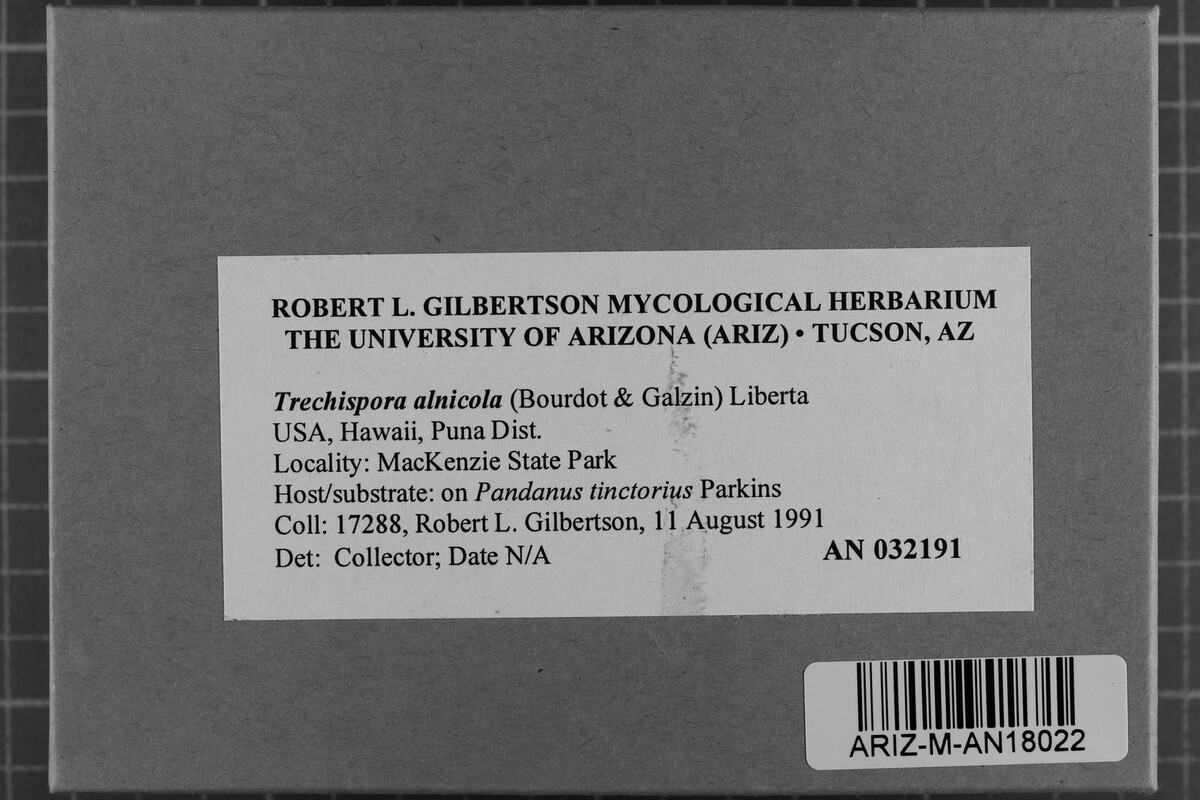 ROBERT L. GILBERTSON MYCOLOGICAL HERBARIUM
THE UNIVERSITY OF ARIZONA (ARIZ) • TUCSON, AZ
Trechispora alnicola (Bourdot & Galzin) Liberta
USA, Hawaii, Puna Dist.
Locality: MacKenzie State Park
Host/substrate: on Pandanus tinctorius Parkins
Coll: 17288, Robert L. Gilbertson, 11 August 1991
Det: Collector; Date N/A
AN 032191
ARIZ-M-AN18022